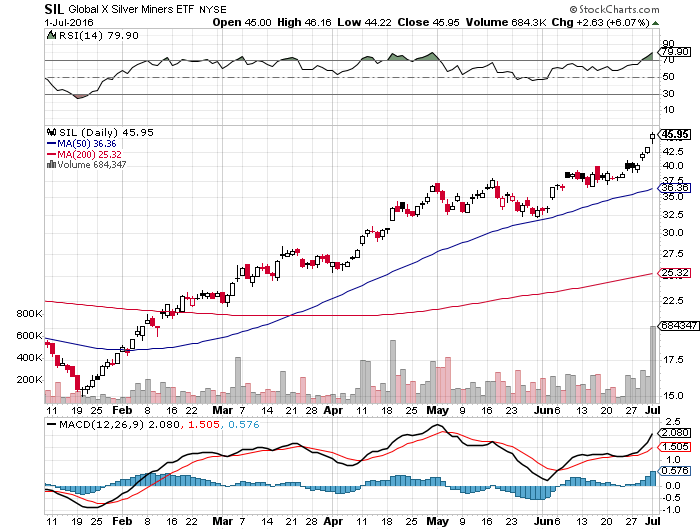 SIL Global X Silver Miners ETF NYSE © StockCharts.com
1-Jul-2016 Open 45.00 High 46.16 Low 44.22 Close 45.95 Volume 684.3K Chg +2.63 (+6.07%)
RSI(14) 79.90
90
79.90
70
50
30
10
SIL (Daily) 45.95
MA(50) 36.36
MA(200) 25.32
Volume 684,347
45.95
42.5
40.0
37.5
36.36
35.0
32.5
30.0
27.5
25.32
22.5
684347
17.5
15.0
800K
600K
400K
200K
11 19 25 Feb 8 16 22 Mar 7 14 21 28 Apr 11 18 25 May 9 16 23 Jun 6 13 20 27 Jul
MACD(12,26,9) 2.080, 1.505, 0.576
2.5
2.080
1.505
1.0
0.576
0.0
-0.5
-1.0
11 19 25 Feb 8 16 22 Mar 7 14 21 28 Apr 11 18 25 May 9 16 23 Jun 6 13 20 27 Jul